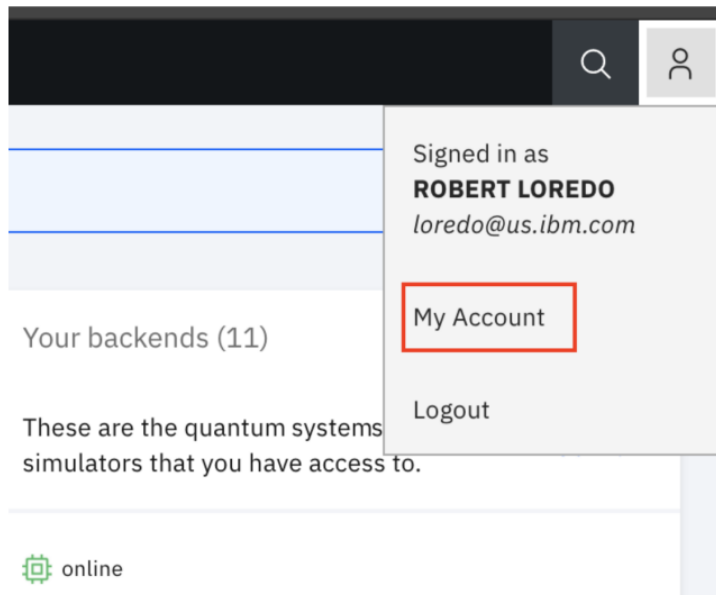 Signed in as
ROBERT LOREDO
loredo@us.ibm.com
My Account
Logout
Your backends (11)
These are the quantum systems
simulators that you have access to.
online